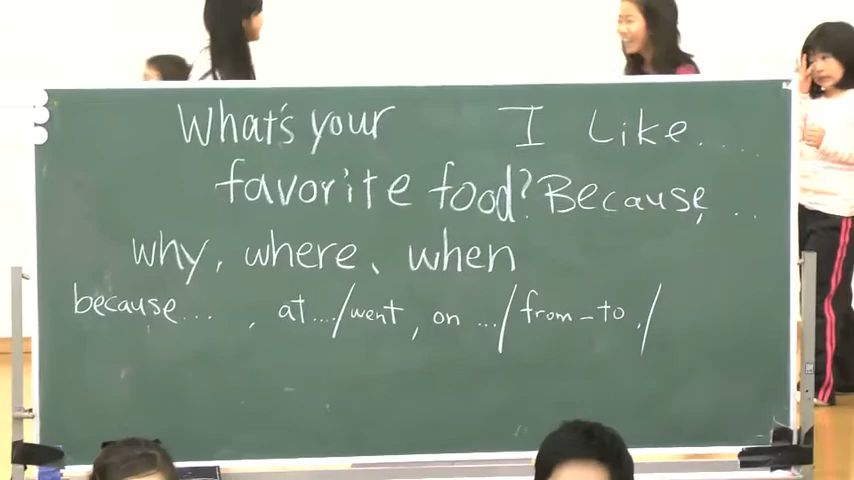 What's your I Like.....
favorite food? Because, ...
why, where、when
because... , at..../went, on .../from-to ./